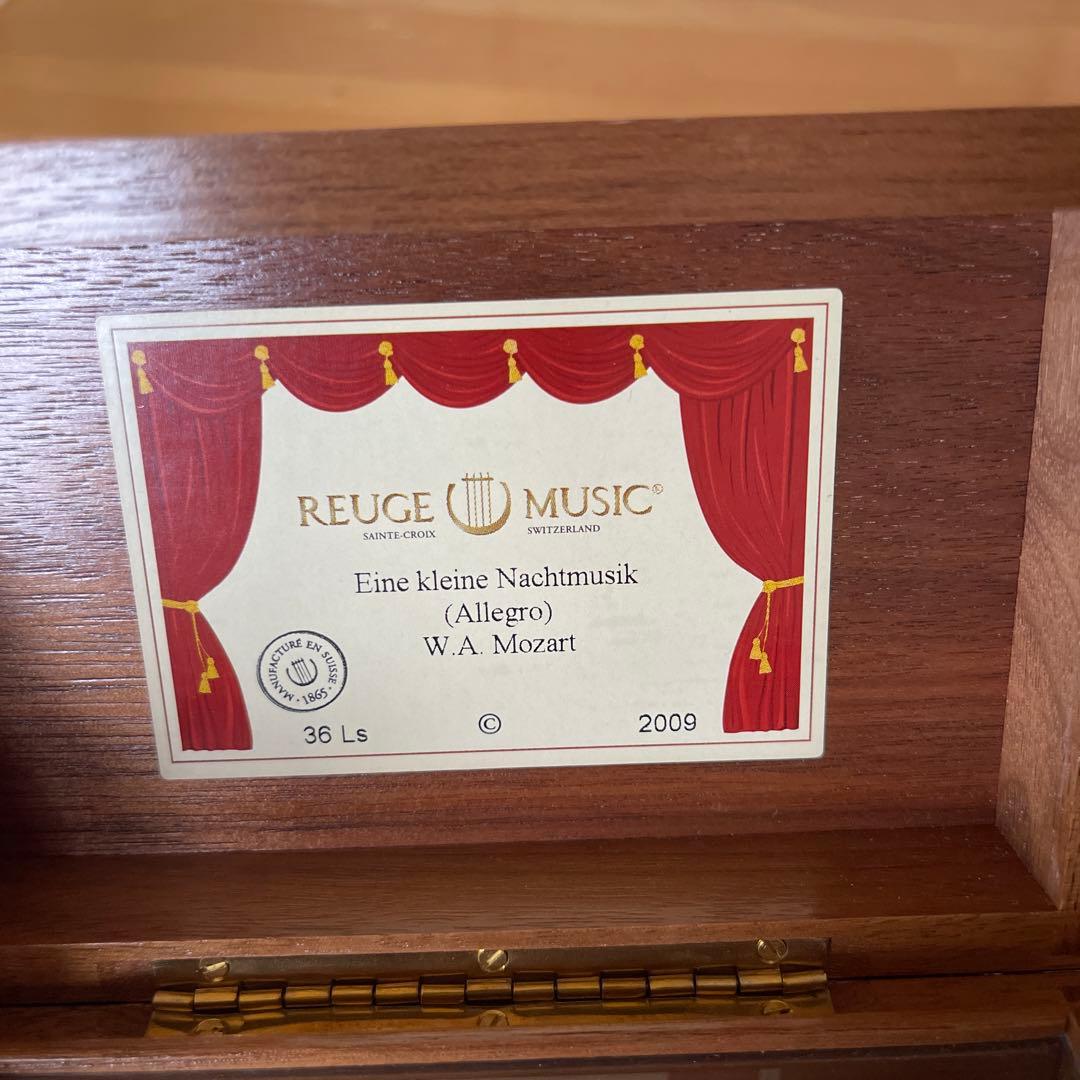 REUGE MUSIC®
SAINTE-CROIX SWITZERLAND
Eine kleine Nachtmusik
(Allegro)
W.A. Mozart
MANUFACTURÉ EN SUISSE
· 1865 ·
36 Ls © 2009